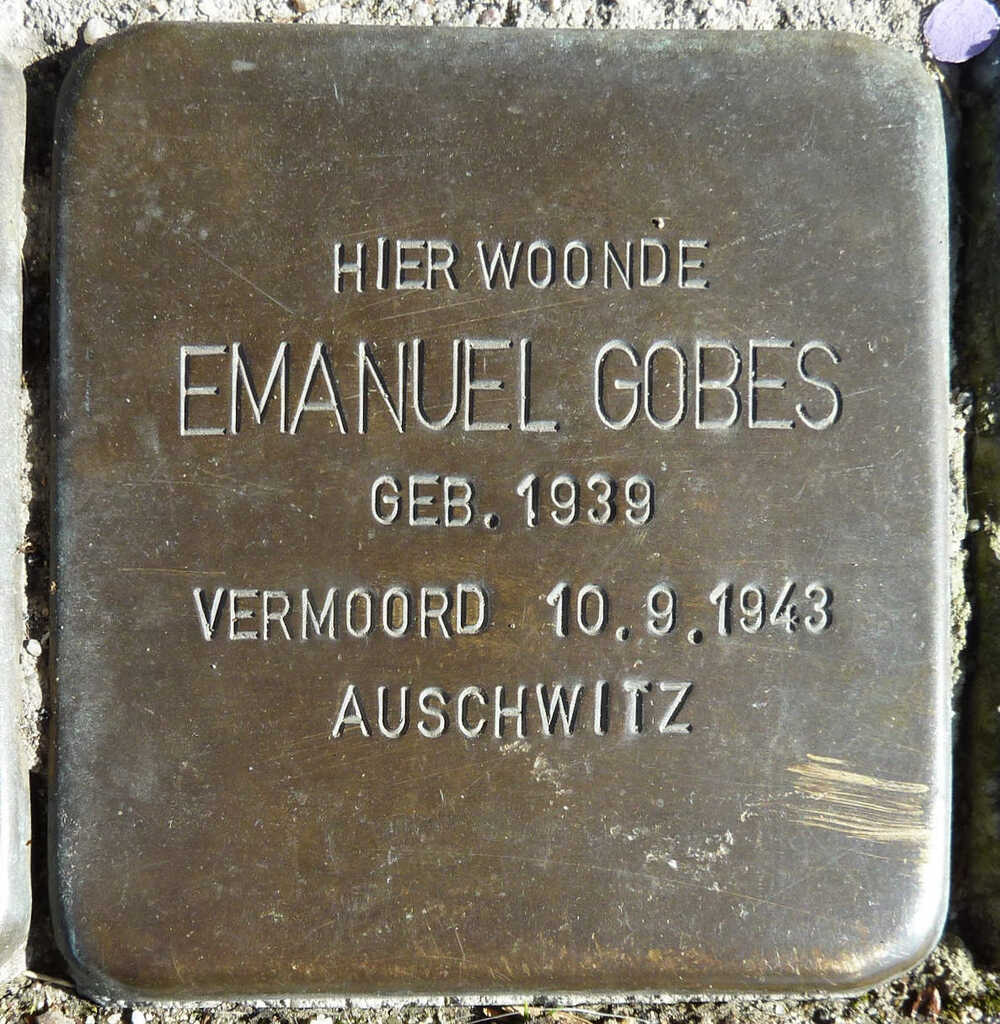 HIER WOONDE
EMANUEL GOBES
GEB. 1939
VERMOORD 10.9.1943
AUSCHWITZ